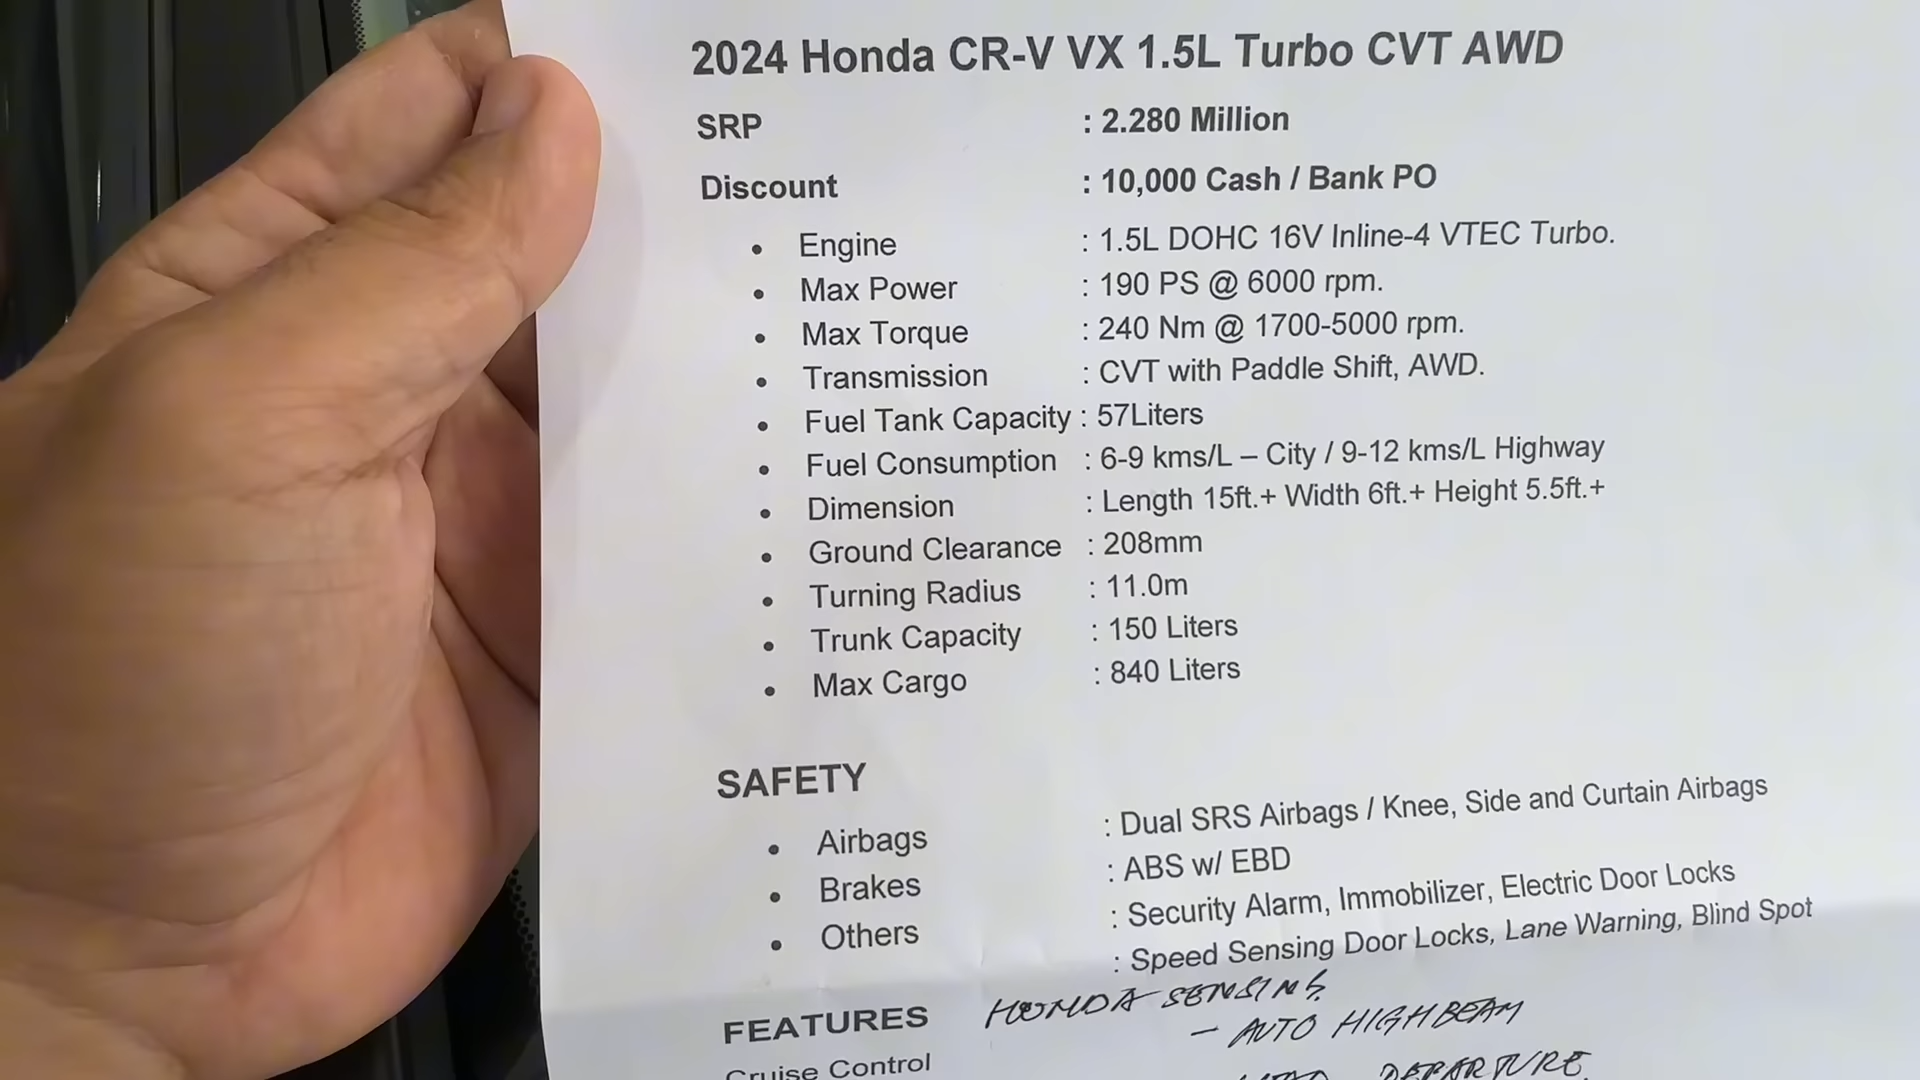 2024 Honda CR-V VX 1.5L Turbo CVT AWD
SRP : 2.280 Million
Discount : 10,000 Cash / Bank PO
• Engine : 1.5L DOHC 16V Inline-4 VTEC Turbo.
• Max Power : 190 PS @ 6000 rpm.
• Max Torque : 240 Nm @ 1700-5000 rpm.
• Transmission : CVT with Paddle Shift, AWD.
• Fuel Tank Capacity : 57Liters
• Fuel Consumption : 6-9 kms/L – City / 9-12 kms/L Highway
• Dimension : Length 15ft.+ Width 6ft.+ Height 5.5ft.+
• Ground Clearance : 208mm
• Turning Radius : 11.0m
• Trunk Capacity : 150 Liters
• Max Cargo : 840 Liters
SAFETY
• Airbags : Dual SRS Airbags / Knee, Side and Curtain Airbags
• Brakes : ABS w/ EBD
• Others : Security Alarm, Immobilizer, Electric Door Locks
: Speed Sensing Door Locks, Lane Warning, Blind Spot
FEATURES HONDA SENSING
- AUTO HIGHBEAM
Cruise Control
DEPARTURE